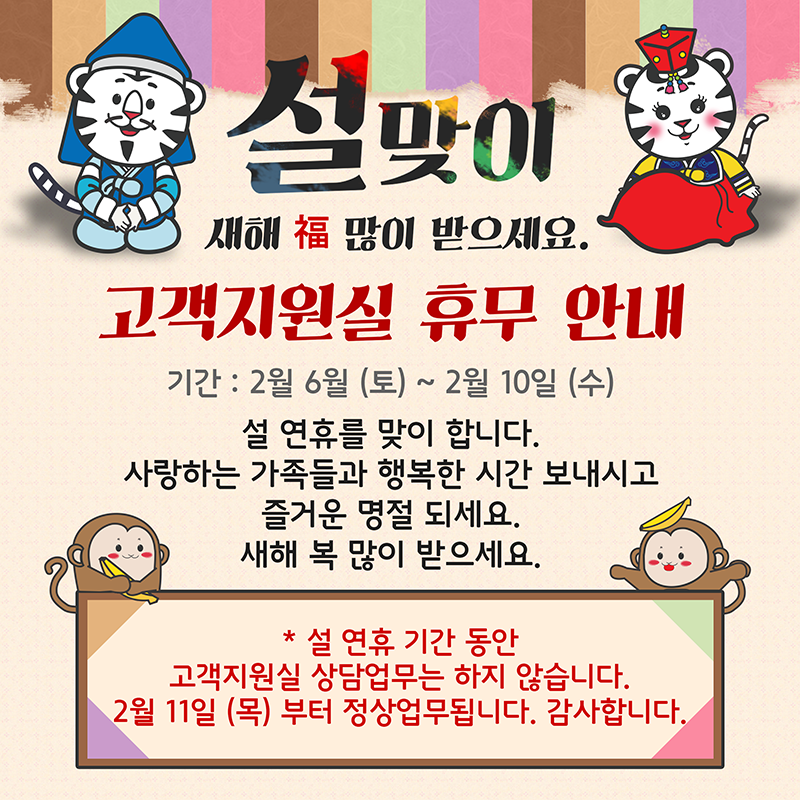 설맞이
새해 福 많이 받으세요.
고객지원실 휴무 안내
기간 : 2월 6월 (토) ~ 2월 10일 (수)
설 연휴를 맞이 합니다.
사랑하는 가족들과 행복한 시간 보내시고
즐거운 명절 되세요.
새해 복 많이 받으세요.
* 설 연휴 기간 동안
고객지원실 상담업무는 하지 않습니다.
2월 11일 (목) 부터 정상업무됩니다. 감사합니다.